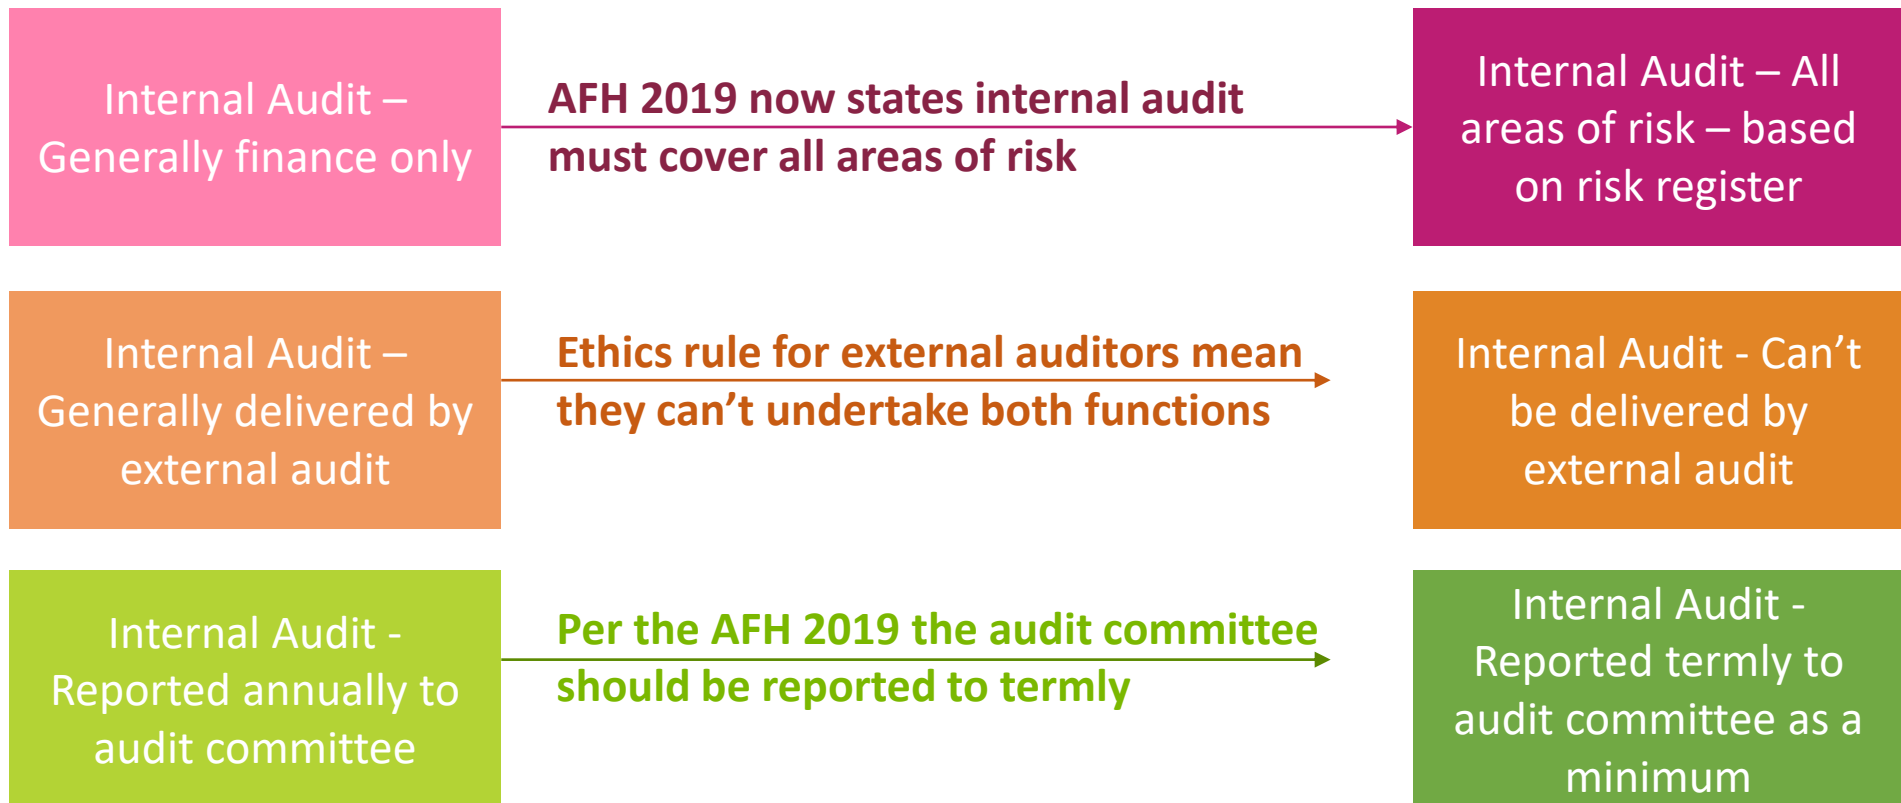 Internal Audit –
Generally finance only
AFH 2019 now states internal audit
must cover all areas of risk
Internal Audit – All
areas of risk – based
on risk register
Internal Audit –
Generally delivered by
external audit
Ethics rule for external auditors mean
they can’t undertake both functions
Internal Audit - Can’t
be delivered by
external audit
Internal Audit -
Reported annually to
audit committee
Per the AFH 2019 the audit committee
should be reported to termly
Internal Audit -
Reported termly to
audit committee as a
minimum